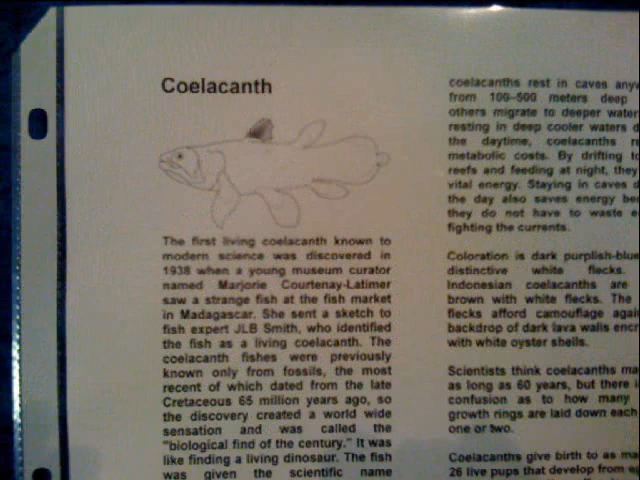 Coelacanth
The first living coelacanth known to
modern science was discovered in
1938 when a young museum curator
named Marjorie Courtenay-Latimer
saw a strange fish at the fish market
in Madagascar. She sent a sketch to
fish expert JLB Smith, who identified
the fish as a living coelacanth. The
coelacanth fishes were previously
known only from fossils, the most
recent of which dated from the late
Cretaceous 65 million years ago, so
the discovery created a world wide
sensation and was called the
"biological find of the century." It was
like finding a living dinosaur. The fish
was given the scientific name
coelacanths rest in caves
from 100-500 meters deep
others migrate to deeper
resting in deep cooler waters
the daytime, coelacanths
metabolic costs. By drifting
reefs and feeding at night, they
vital energy. Staying in caves
the day also saves energy
they do not have to waste
fighting the currents.
Coloration is dark
distinctive white flecks.
Indonesian coelacanths are
brown with white flecks. The
flecks afford camouflage
backdrop of dark lava walls
with white oyster shells.
Scientists think coelacanths
as long as 60 years, but there
confusion as to how many
growth rings are laid down each
one or two.
Coelacanths give birth to as
26 live pups that develop from